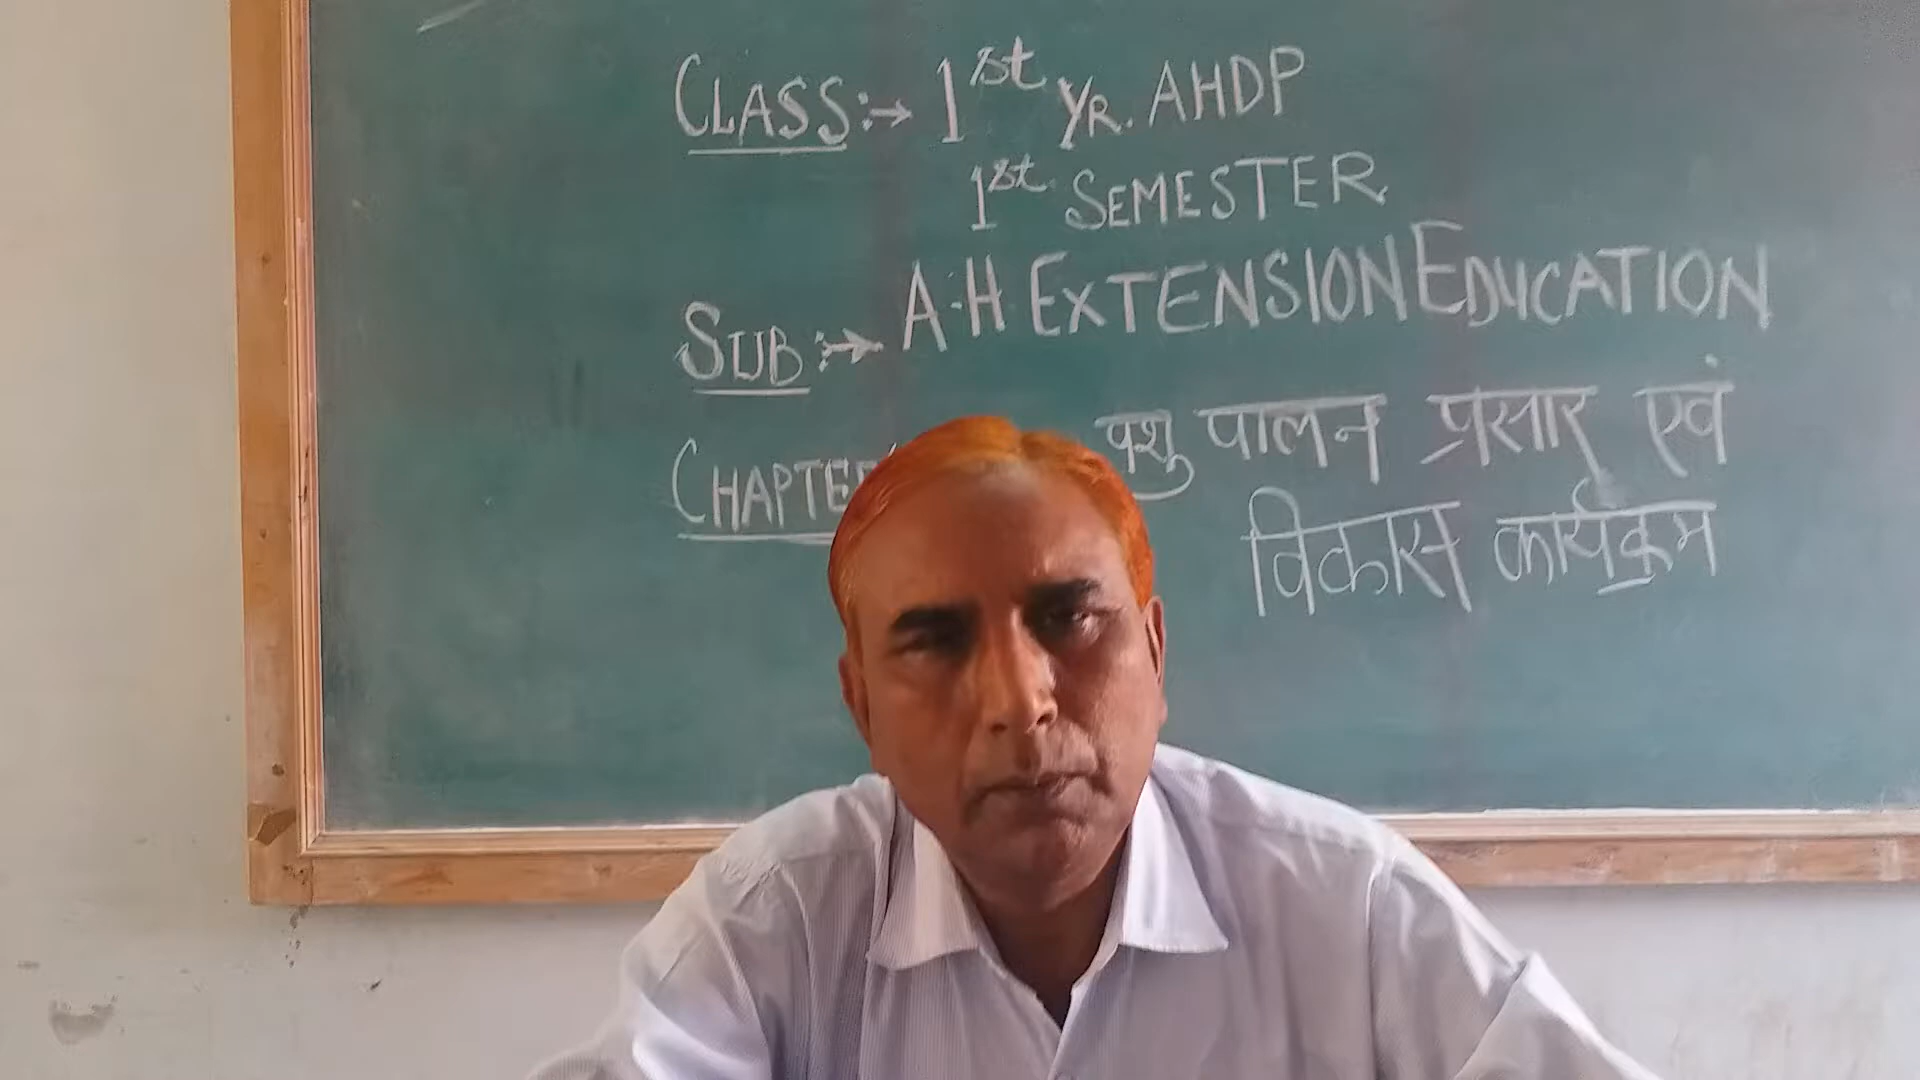 CLASS:→ 1st YR. AHDP
1st SEMESTER
SUB:→ A.H. EXTENSION EDUCATION
पशु पालन प्रसार एवं
विकास कार्यक्रम